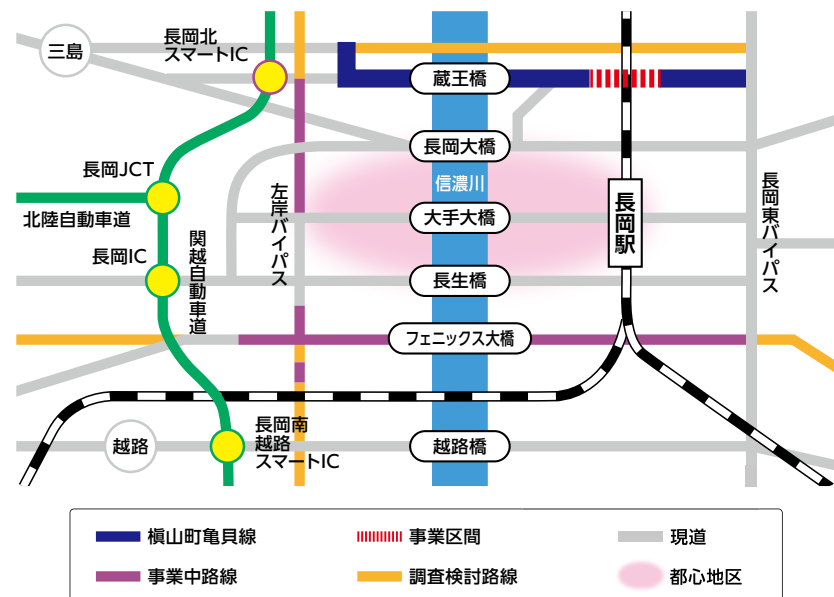 長岡北
スマートIC
三島
蔵王橋
長岡大橋
長岡JCT
信濃川
左岸バイパス
長岡東バイパス
長岡駅
北陸自動車道
大手大橋
関越自動車道
長岡IC
長生橋
フェニックス大橋
長岡南
越路
スマートIC
越路
越路橋
槇山町亀貝線
事業区間
現道
事業中路線
調査検討路線
都心地区